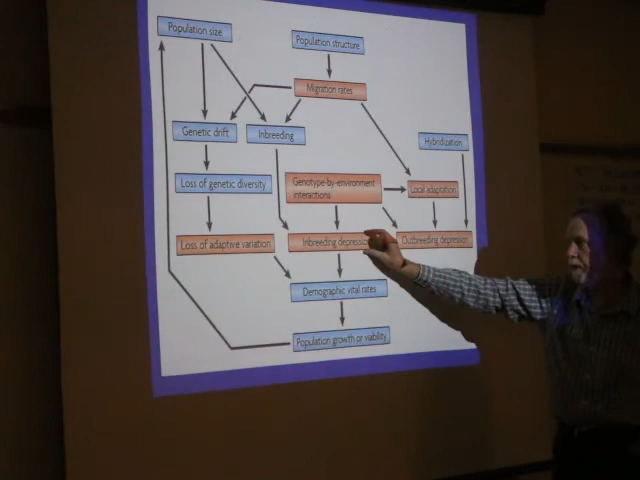 Population size
Population structure
Migration rates
Genetic drift
Inbreeding
Hybridization
Loss of genetic diversity
Genotype-by-environment
interactions
Local adaptation
Loss of adaptive variation
Inbreeding depression
Outbreeding depression
Demographic vital rates
Population growth or viability